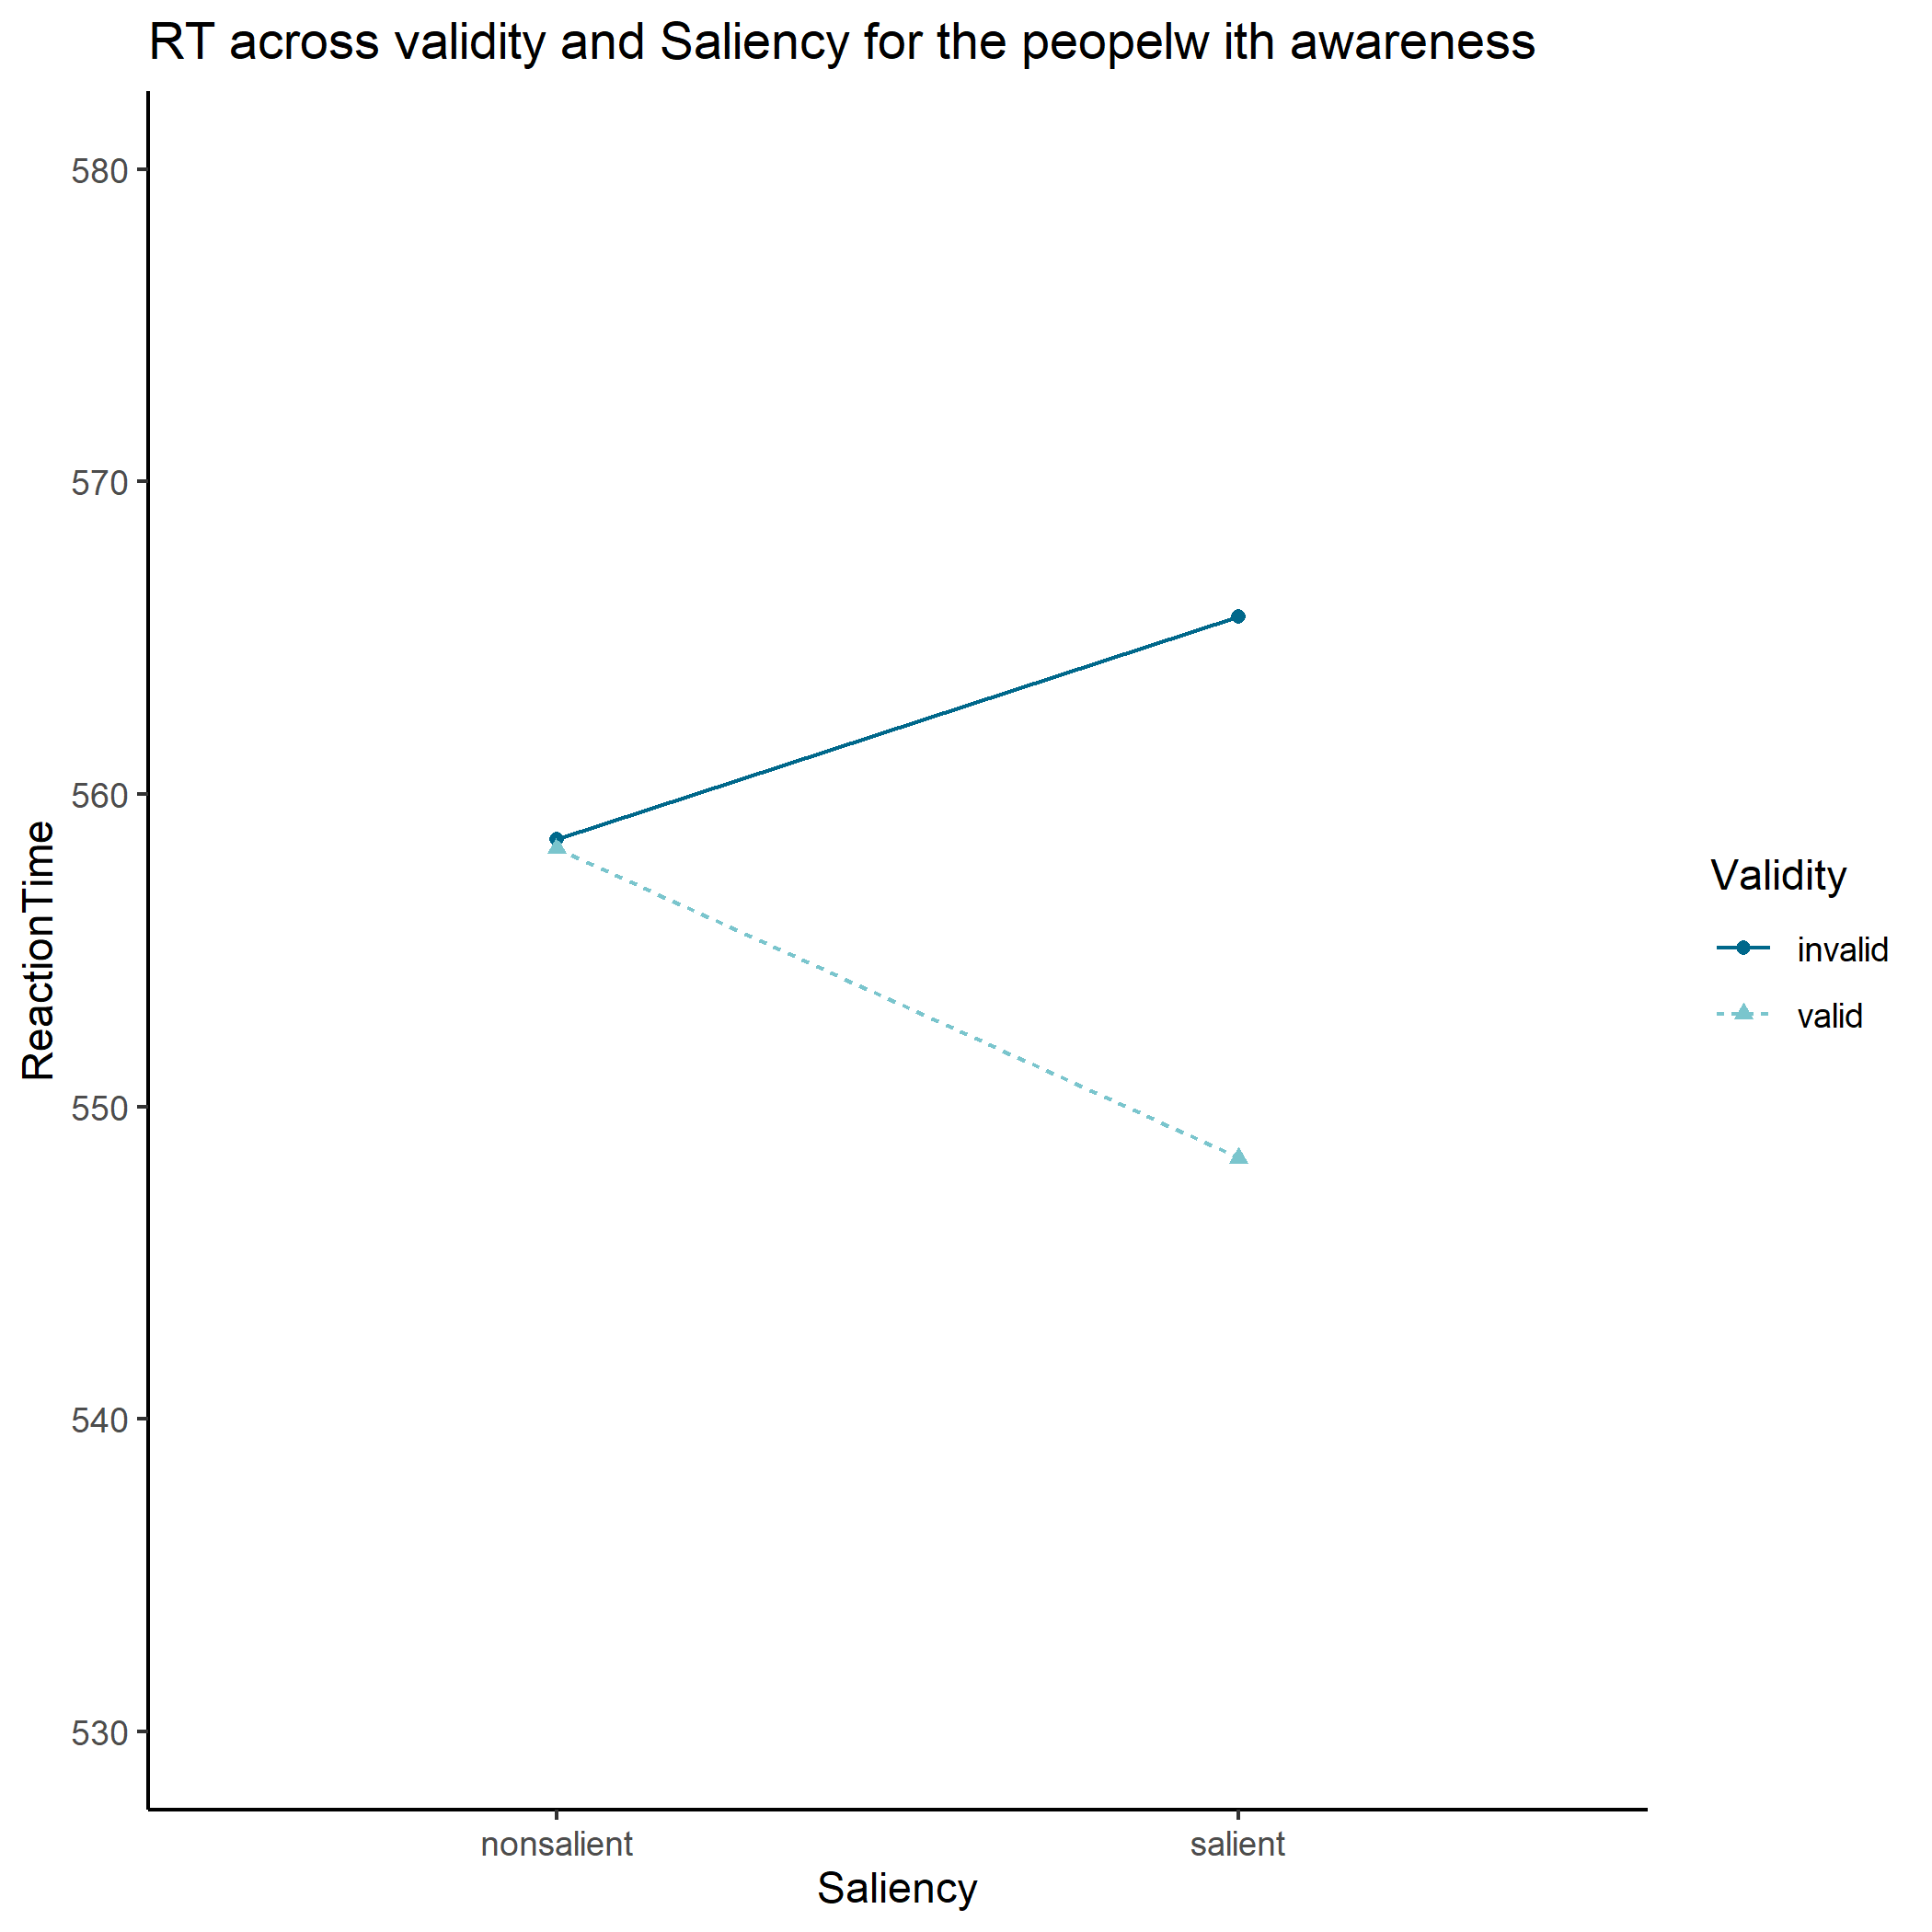 RT across validity and Saliency for the peopelw ith awareness
580
570
560
550
540
530
ReactionTime
nonsalient
salient
Saliency
Validity
invalid
valid